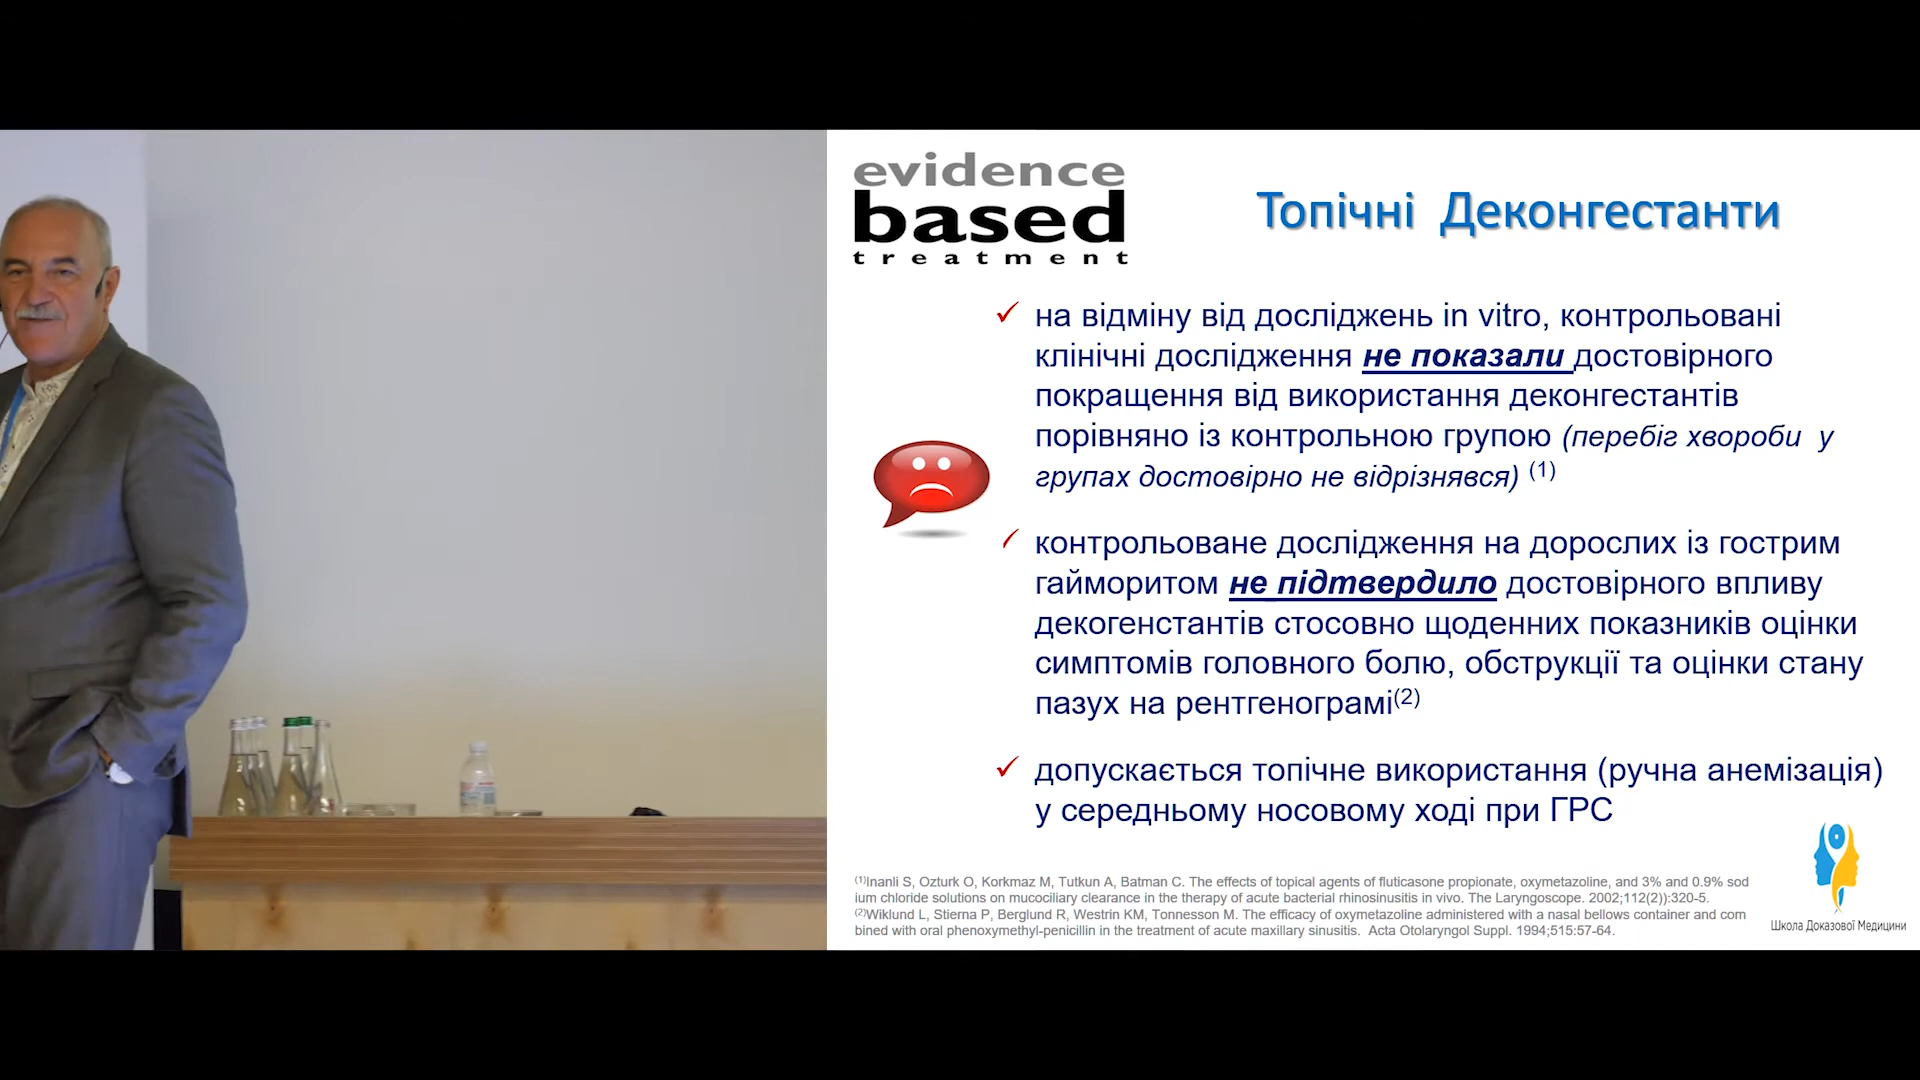 evidence
based
treatment
Топічні Деконгестанти
на відміну від досліджень in vitro, контрольовані
клінічні дослідження не показали достовірного
покращення від використання деконгестантів
порівняно із контрольною групою (перебіг хвороби у
групах достовірно не відрізнявся) (1)
контрольоване дослідження на дорослих із гострим
гайморитом не підтвердило достовірного впливу
декогенстантів стосовно щоденних показників оцінки
симптомів головного болю, обструкції та оцінки стану
пазух на рентгенограмі(2)
допускається топічне використання (ручна анемізація)
у середньому носовому ході при ГРС
(1)Inanli S, Ozturk O, Korkmaz M, Tutkun A, Batman C. The effects of topical agents of fluticasone propionate, oxymetazoline, and 3% and 0.9% sod
ium chloride solutions on mucociliary clearance in the therapy of acute bacterial rhinosinusitis in vivo. The Laryngoscope. 2002;112(2)):320-5.
(2)Wiklund L, Stierna P, Berglund R, Westrin KM, Tonnesson M. The efficacy of oxymetazoline administered with a nasal bellows container and com
bined with oral phenoxymethyl-penicillin in the treatment of acute maxillary sinusitis. Acta Otolaryngol Suppl. 1994;515:57-64.
Школа Доказової Медицини